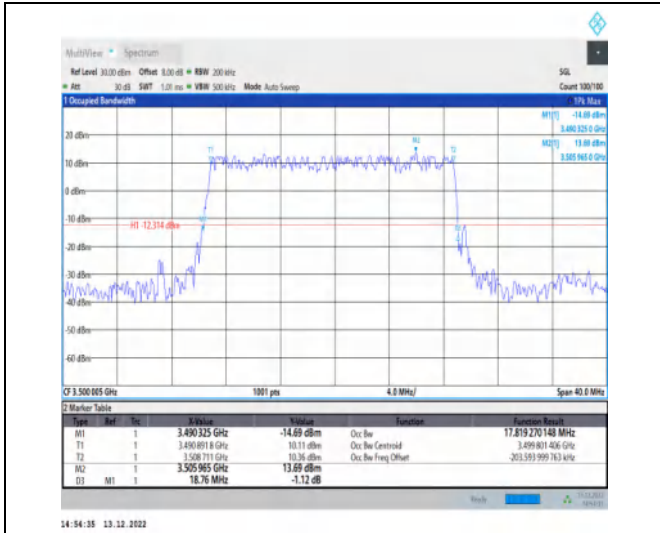 MultiView Spectrum
Ref Level 30.00 dBm Offset 8.00 dB RBW 200 kHz SGL
Att 30 dB SWT 1.01 ms VBW 500 kHz Mode Auto Sweep Count 100/100
1 Occupied Bandwidth 1Pk Max
M1[1] -14.69 dBm
3.490 325 0 GHz
M2[1] 13.69 dBm
3.505 965 0 GHz
20 dBm
M2
T1 T2
10 dBm
0 dBm
-10 dBm
H1 -12.314 dBm
-20 dBm
-30 dBm
-40 dBm
-50 dBm
-60 dBm
CF 3.500 005 GHz 1001 pts 4.0 MHz/ Span 40.0 MHz
2 Marker Table
Type Ref Trc X-Value Y-Value Function Function Result
M1 1 3.490 325 GHz -14.69 dBm Occ Bw 17.819 270 148 MHz
T1 1 3.490 891 8 GHz 10.11 dBm Occ Bw Centroid 3.499 801 406 GHz
T2 1 3.508 711 GHz 10.36 dBm Occ Bw Freq Offset -203.593 999 763 kHz
M2 1 3.505 965 GHz 13.69 dBm
D3 M1 1 18.76 MHz -1.12 dB
Ready
14:54:35 13.12.2022